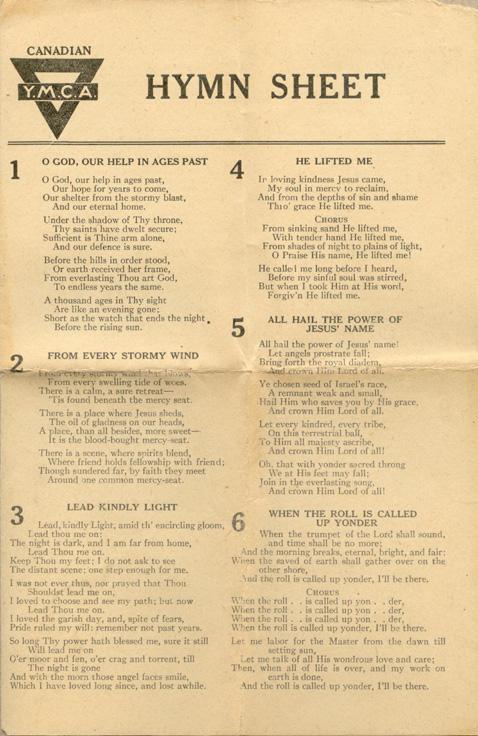 CANADIAN
Y.M.C.A.
HYMN SHEET
1
O GOD, OUR HELP IN AGES PAST
O God, our help in ages past,
Our hope for years to come,
Our shelter from the stormy blast,
And our eternal home.
Under the shadow of Thy throne,
Thy saints have dwelt secure;
Sufficient is Thine arm alone,
And our defence is sure.
Before the hills in order stood,
Or earth received her frame,
From everlasting Thou art God,
To endless years the same.
A thousand ages in Thy sight
Are like an evening gone;
Short as the watch that ends the night
Before the rising sun.
2
FROM EVERY STORMY WIND
From every stormy wind that blows,
From every swelling tide of woes,
There is a calm, a sure retreat—
'Tis found beneath the mercy seat.
There is a place where Jesus sheds,
The oil of gladness on our heads,
A place, than all besides, more sweet—
It is the blood-bought mercy-seat.
There is a scene, where spirits blend,
Where friend holds fellowship with friend;
Though sundered far, by faith they meet
Around one common mercy-seat.
3
LEAD KINDLY LIGHT
Lead, kindly Light, amid th' encircling gloom,
Lead thou me on:
The night is dark, and I am far from home,
Lead Thou me on.
Keep Thou my feet; I do not ask to see
The distant scene; one step enough for me.
I was not ever thus, nor prayed that Thou
Shouldst lead me on,
I loved to choose and see my path; but now
Lead Thou me on.
I loved the garish day, and, spite of fears,
Pride ruled my will: remember not past years.
So long Thy power hath blessed me, sure it still
Will lead me on
O'er moor and fen, o'er crag and torrent, till
The night is gone
And with the morn those angel faces smile,
Which I have loved long since, and lost awhile.
4
HE LIFTED ME
In loving kindness Jesus came,
My soul in mercy to reclaim,
And from the depths of sin and shame
Thro' grace He lifted me.
CHORUS
From sinking sand He lifted me,
With tender hand He lifted me,
From shades of night to plains of light,
O Praise His name, He lifted me!
He called me long before I heard,
Before my sinful soul was stirred,
But when I took Him at His word,
Forgiv'n He lifted me.
5
ALL HAIL THE POWER OF
JESUS' NAME
All hail the power of Jesus' name!
Let angels prostrate fall;
Bring forth the royal diadem,
And crown Him Lord of all.
Ye chosen seed of Israel's race,
A remnant weak and small,
Hail Him who saves you by His grace,
And crown Him Lord of all.
Let every kindred, every tribe,
On this terrestrial ball,
To Him all majesty ascribe,
And crown Him Lord of all!
Oh, that with yonder sacred throng
We at His feet may fall;
Join in the everlasting song,
And crown Him Lord of all!
6
WHEN THE ROLL IS CALLED
UP YONDER
When the trumpet of the Lord shall sound,
and time shall be no more;
And the morning breaks, eternal, bright, and fair:
When the saved of earth shall gather over on the
other shore,
And the roll is called up yonder, I'll be there.
CHORUS
When the roll . . is called up yon . . der,
When the roll . . is called up yon . . der,
When the roll . . is called up yon . . der,
When the roll is called up yonder, I'll be there.
Let me labor for the Master from the dawn till
setting sun,
Let me talk of all His wondrous love and care;
Then, when all of life is over, and my work on
earth is done,
And the roll is called up yonder, I'll be there.